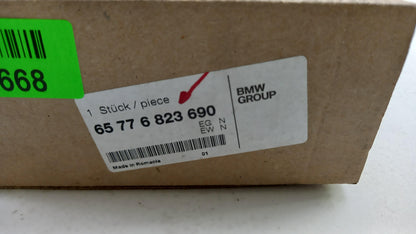 668
1 Stück / piece
65 77 6 823 690
EG Z
EW Z
01
Made in Romania
BMW
GROUP